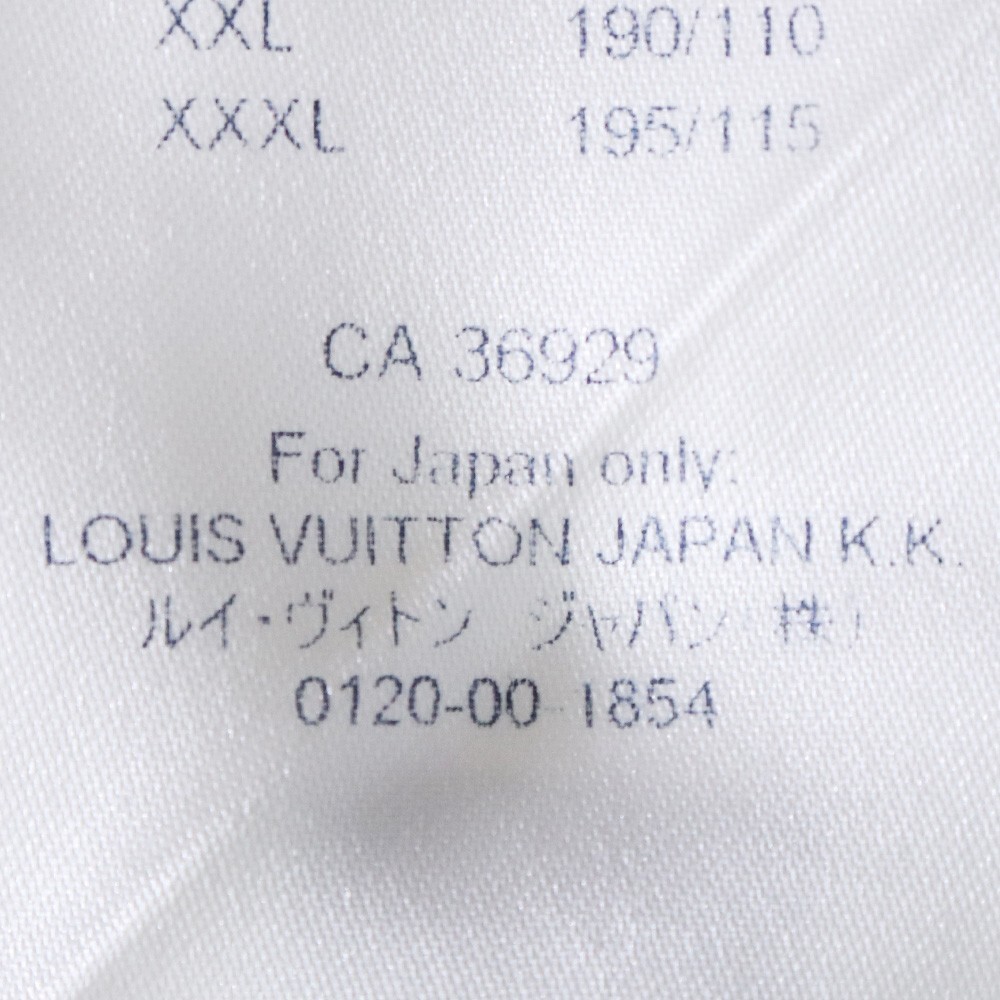 XXL 190/110
XXXL 195/115
CA 36929
For Japan only:
LOUIS VUITTON JAPAN K.K.
ルイ・ヴィトン ジャパン(株)
0120-00-1854